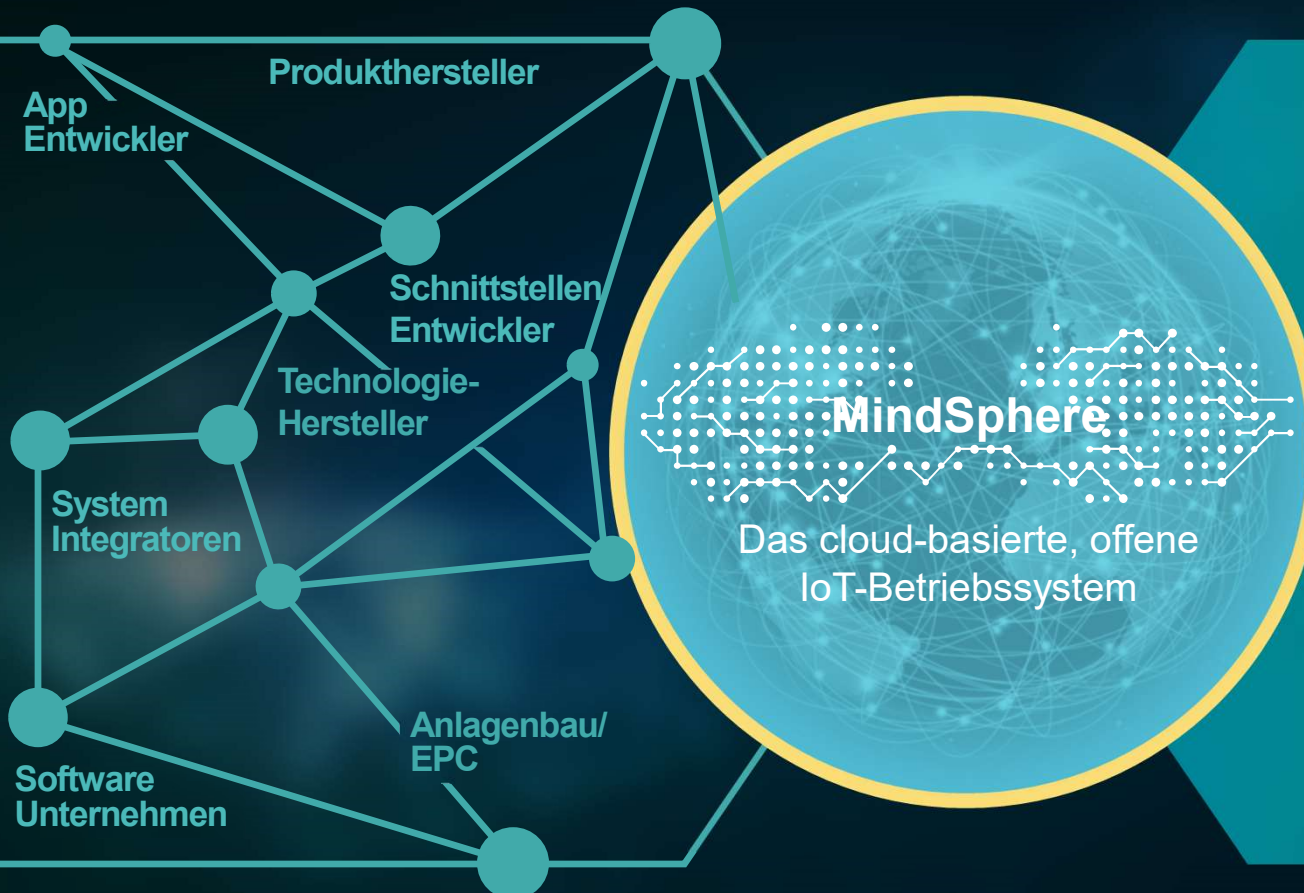 Produkthersteller
App
Entwickler
Schnittstellen
Entwickler
Technologie-
Hersteller
System
Integratoren
Anlagenbau/
EPC
Software
Unternehmen
MindSphere
Das cloud-basierte, offene
IoT-Betriebssystem